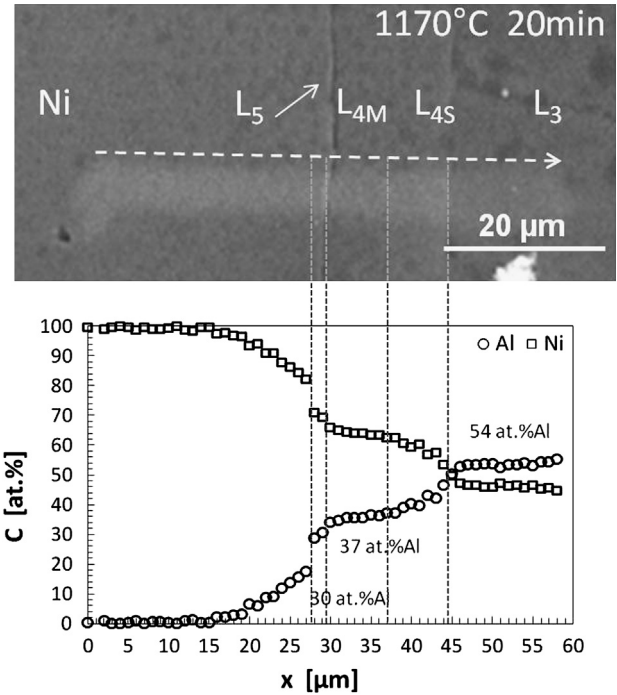 1170°C 20min
Ni L₅ L₄M L₄S L₃
20 µm
100
90
80
70
60
50
40
30
20
10
0
C [at.%]
Al Ni
54 at.%Al
37 at.%Al
30 at.%Al
0 5 10 15 20 25 30 35 40 45 50 55 60
x [µm]